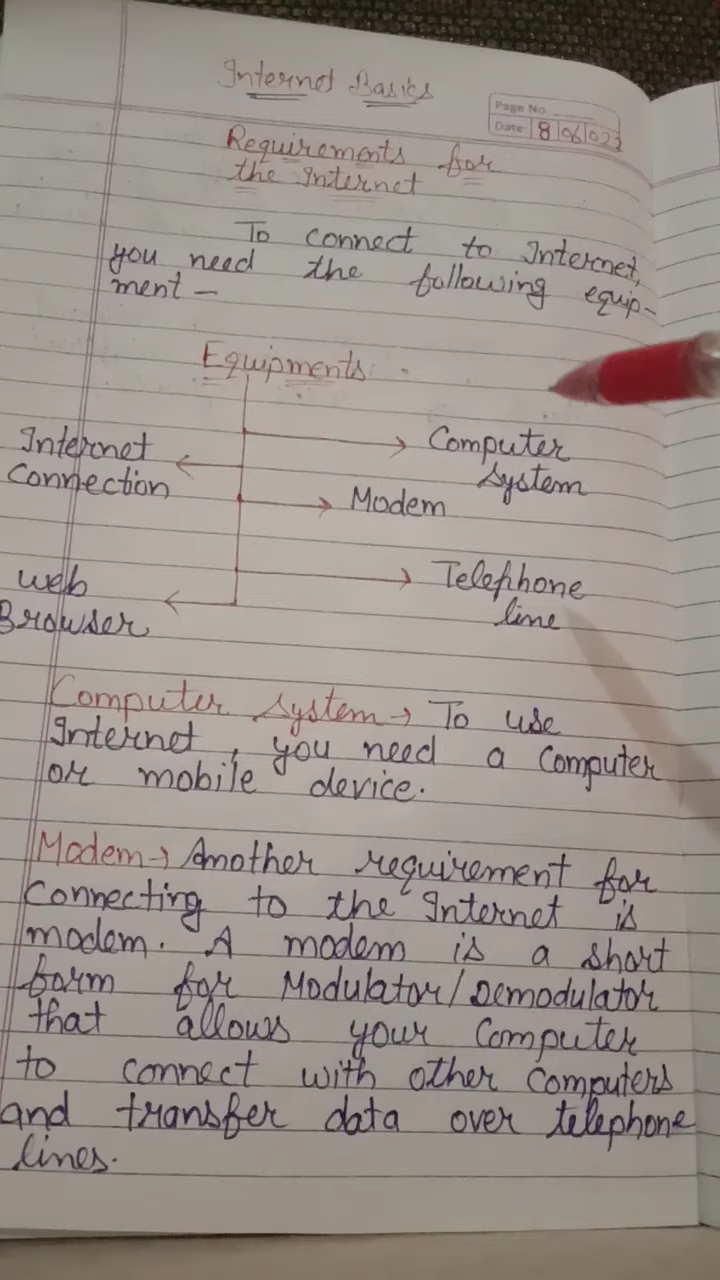 Internet Basics
Page No.
Date 8 06 023
Requirements for
the Internet
To connect to Internet,
you need the following equip-
ment -
Equipments
Internet
Connection
Computer
System
Modem
Web
Browser
Telephone
line
Computer System → To use
Internet, you need a Computer
or mobile device.
Modem → Another requirement for
Connecting to the Internet is
modem. A modem is a short
form for Modulator/Demodulator
that allows your Computer
to connect with other Computers
and transfer data over telephone
lines.